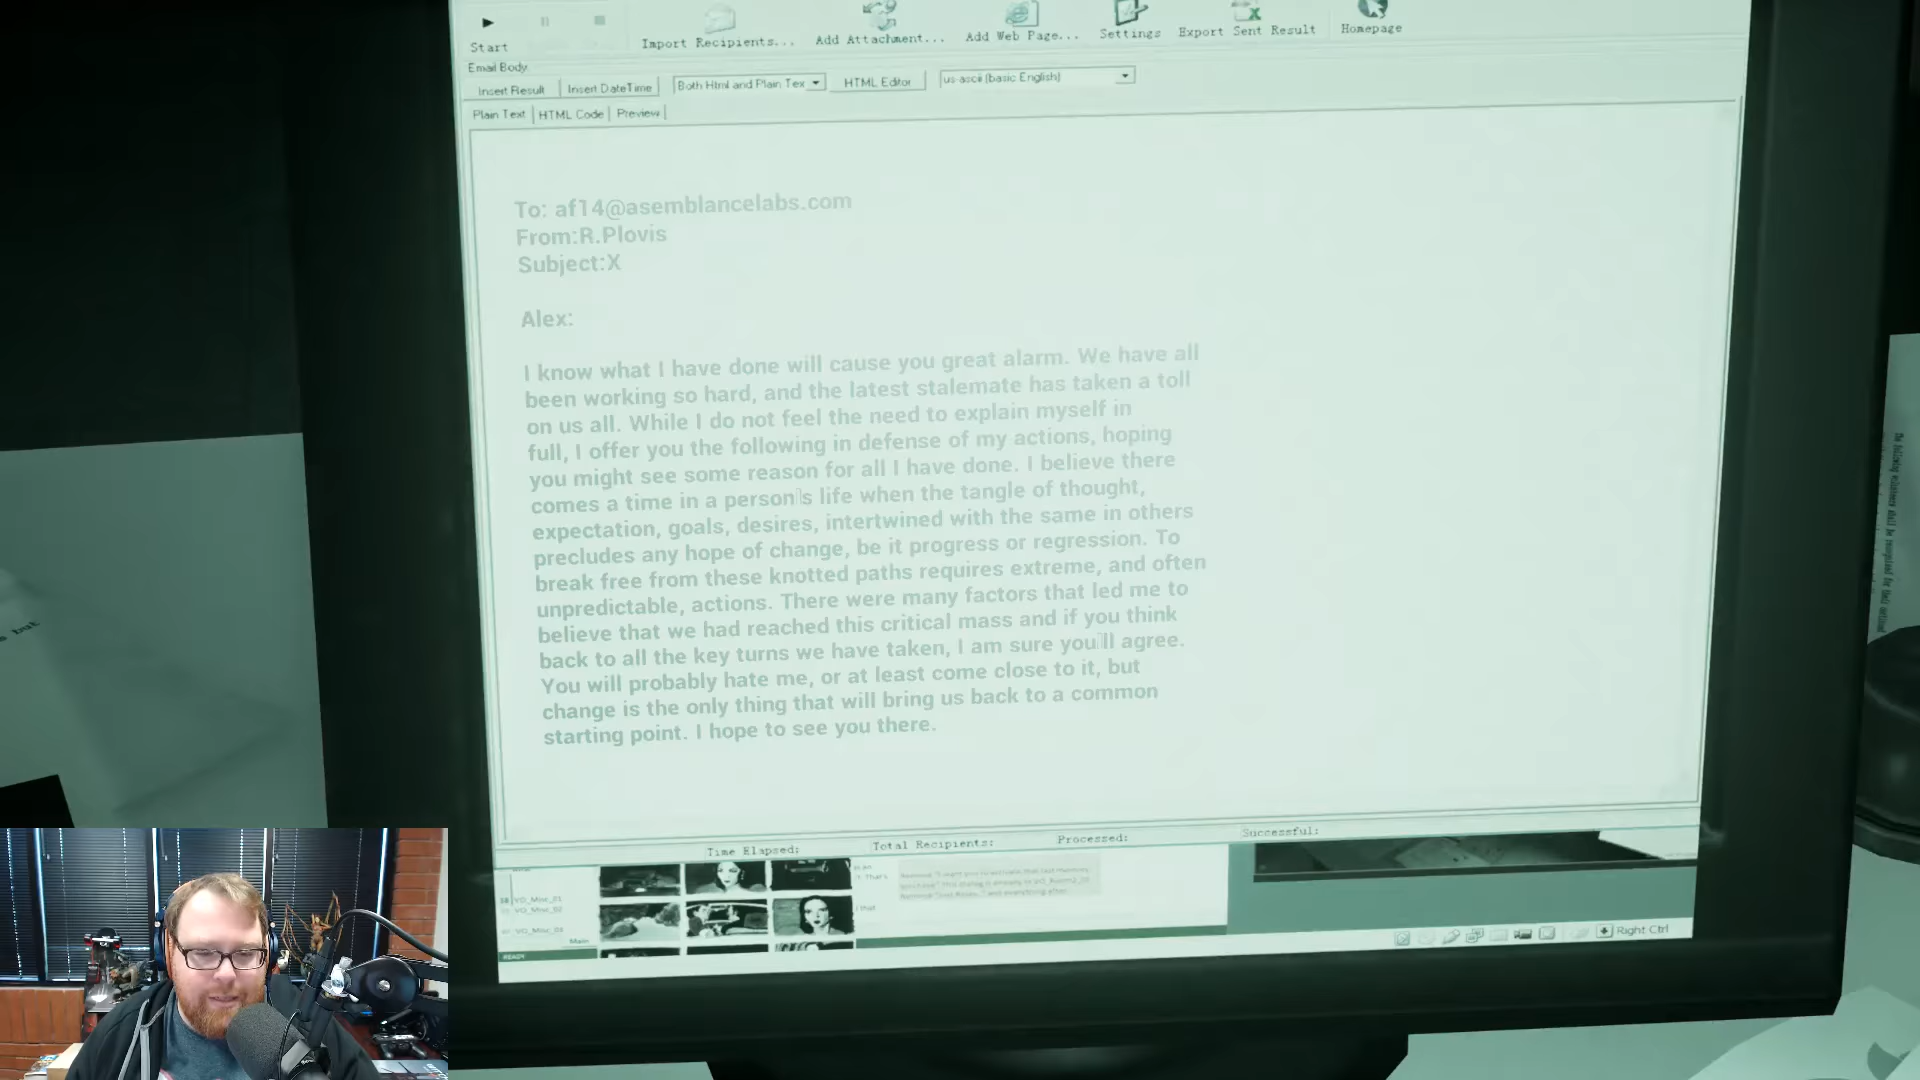 Start
Import Recipients...
Add Attachment...
Add Web Page...
Settings
Export Sent Result
Homepage
Email Body
Insert Result
Insert DateTime
Both Html and Plain Tex
HTML Editor
us-ascii (basic English)
Plain Text
HTML Code
Preview
To: af14@asemblancelabs.com
From:R.Plovis
Subject:X
Alex:
I know what I have done will cause you great alarm. We have all
been working so hard, and the latest stalemate has taken a toll
on us all. While I do not feel the need to explain myself in
full, I offer you the following in defense of my actions, hoping
you might see some reason for all I have done. I believe there
comes a time in a person▯s life when the tangle of thought,
expectation, goals, desires, intertwined with the same in others
precludes any hope of change, be it progress or regression. To
break free from these knotted paths requires extreme, and often
unpredictable, actions. There were many factors that led me to
believe that we had reached this critical mass and if you think
back to all the key turns we have taken, I am sure you▯ll agree.
You will probably hate me, or at least come close to it, but
change is the only thing that will bring us back to a common
starting point. I hope to see you there.
Time Elapsed:
Total Recipients:
Processed:
Successful:
VO_Misc_01
VO_Misc_02
Main
READY
Right Ctrl
but